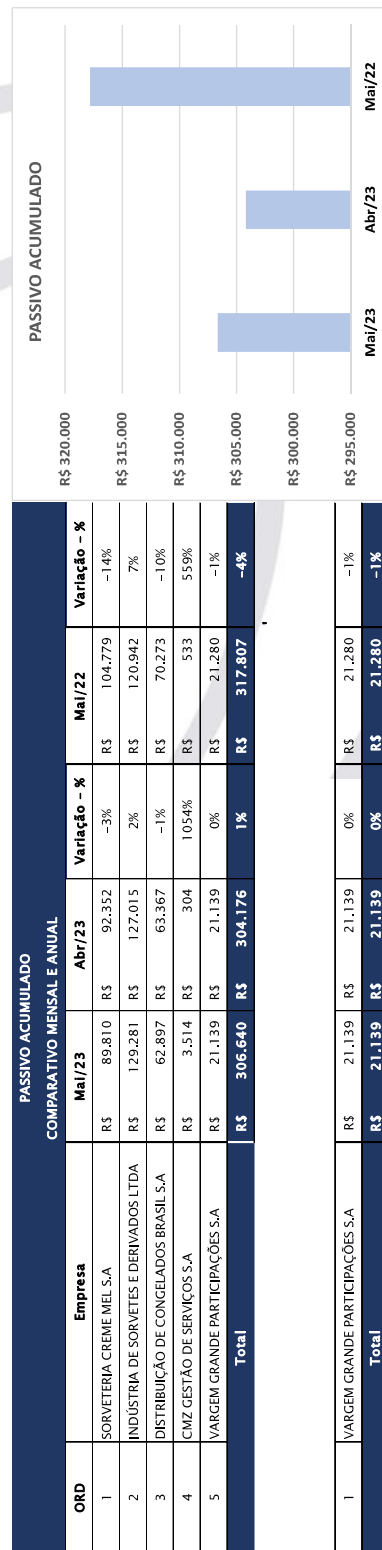 PASSIVO ACUMULADO
COMPARATIVO MENSAL E ANUAL
ORD Empresa Mai/23 Abr/23 Variação - % Mai/22 Variação - %
1 SORVETERIA CREME MEL S.A R$ 89.810 R$ 92.352 -3% R$ 104.779 -14%
2 INDÚSTRIA DE SORVETES E DERIVADOS LTDA R$ 129.281 R$ 127.015 2% R$ 120.942 7%
3 DISTRIBUIÇÃO DE CONGELADOS BRASIL S.A R$ 62.897 R$ 63.367 -1% R$ 70.273 -10%
4 CMZ GESTÃO DE SERVIÇOS S.A R$ 3.514 R$ 304 1054% R$ 533 559%
5 VARGEM GRANDE PARTICIPAÇÕES S.A R$ 21.139 R$ 21.139 0% R$ 21.280 -1%
Total R$ 306.640 R$ 304.176 1% R$ 317.807 -4%
1 VARGEM GRANDE PARTICIPAÇÕES S.A R$ 21.139 R$ 21.139 0% R$ 21.280 -1%
Total R$ 21.139 R$ 21.139 0% R$ 21.280 -1%
PASSIVO ACUMULADO
R$ 320.000
R$ 315.000
R$ 310.000
R$ 305.000
R$ 300.000
R$ 295.000
Mai/23 Abr/23 Mai/22